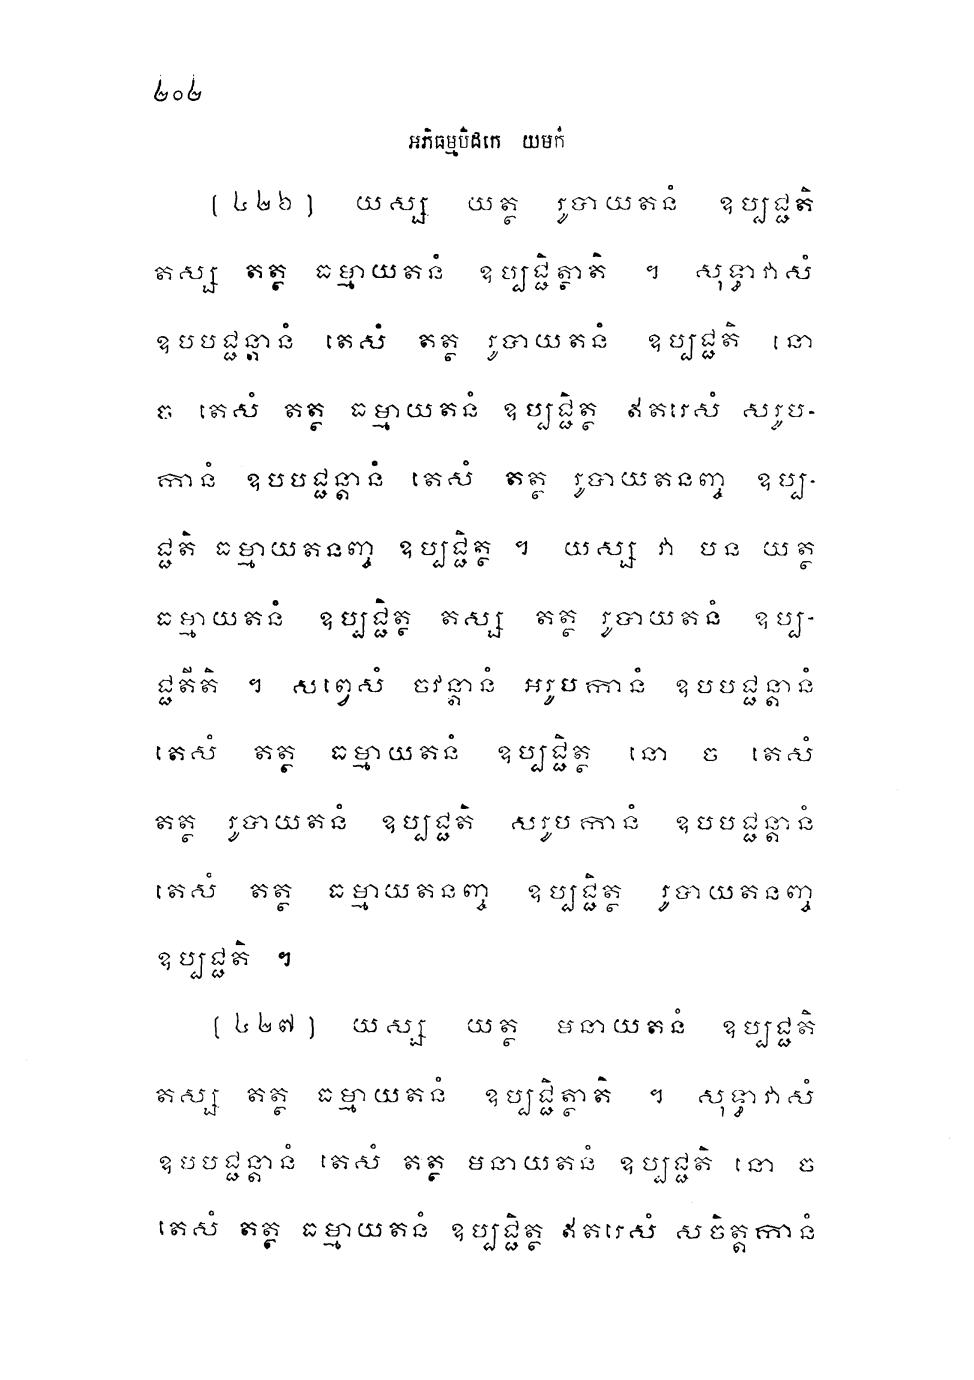 ២០២
អភិធម្មបិដកេ យមកំ
(៤២៦) យស្ស យត្ថ រូបាយតនំ ឧប្បជ្ជតិ
តស្ស តត្ថ ធម្មាយតនំ ឧប្បជ្ជិត្ថាតិ ។ សុទ្ធាវាសំ
ឧបបជ្ជន្តានំ តេសំ តត្ថ រូបាយតនំ ឧប្បជ្ជតិ នោ
ច តេសំ តត្ថ ធម្មាយតនំ ឧប្បជ្ជិត្ថ ឥតរេសំ សរូប-
កានំ ឧបបជ្ជន្តានំ តេសំ តត្ថ រូបាយតនញ្ច ឧប្ប-
ជ្ជតិ ធម្មាយតនញ្ច ឧប្បជ្ជិត្ថ ។ យស្ស វា បន យត្ថ
ធម្មាយតនំ ឧប្បជ្ជិត្ថ តស្ស តត្ថ រូបាយតនំ ឧប្ប-
ជ្ជតីតិ ។ សព្វេសំ ចវន្តានំ អរូបកានំ ឧបបជ្ជន្តានំ
តេសំ តត្ថ ធម្មាយតនំ ឧប្បជ្ជិត្ថ នោ ច តេសំ
តត្ថ រូបាយតនំ ឧប្បជ្ជតិ សរូបកានំ ឧបបជ្ជន្តានំ
តេសំ តត្ថ ធម្មាយតនញ្ច ឧប្បជ្ជិត្ថ រូបាយតនញ្ច
ឧប្បជ្ជតិ ។
(៤២៧) យស្ស យត្ថ មនាយតនំ ឧប្បជ្ជតិ
តស្ស តត្ថ ធម្មាយតនំ ឧប្បជ្ជិត្ថាតិ ។ សុទ្ធាវាសំ
ឧបបជ្ជន្តានំ តេសំ តត្ថ មនាយតនំ ឧប្បជ្ជតិ នោ ច
តេសំ តត្ថ ធម្មាយតនំ ឧប្បជ្ជិត្ថ ឥតរេសំ សចិត្តកានំ